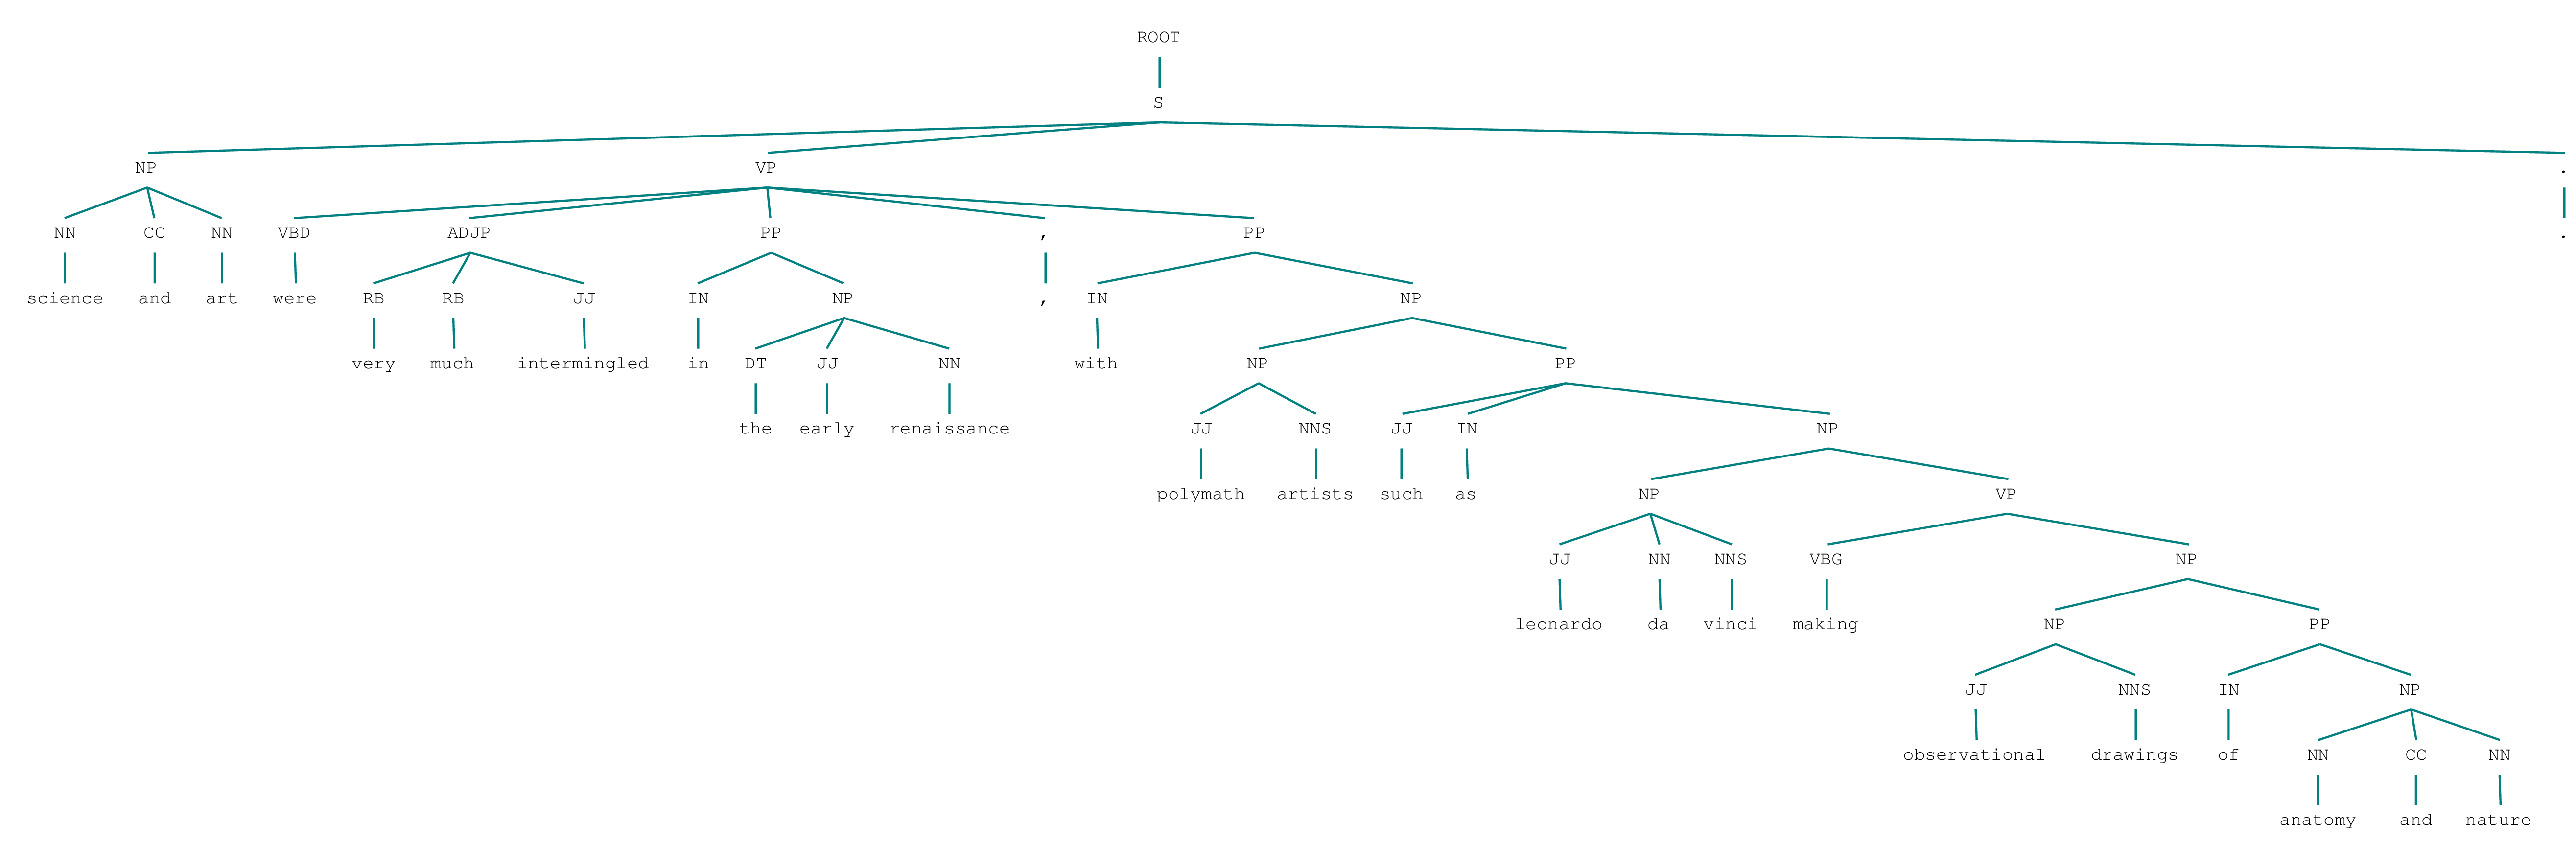 ROOT
S
NP VP .
NN CC NN VBD ADJP PP , PP .
science and art were RB RB JJ IN NP , IN NP
very much intermingled in DT JJ NN with NP PP
the early renaissance JJ NNS JJ IN NP
polymath artists such as NP VP
JJ NN NNS VBG NP
leonardo da vinci making NP PP
JJ NNS IN NP
observational drawings of NN CC NN
anatomy and nature